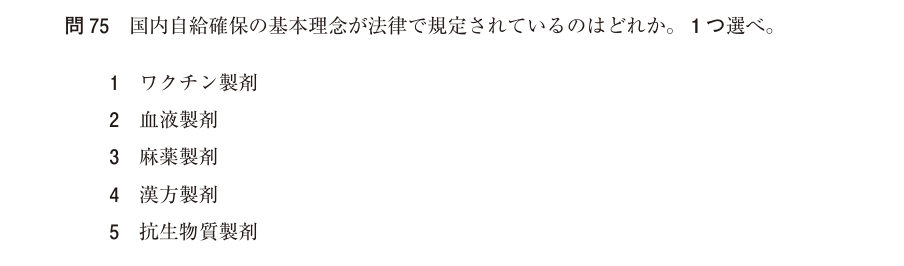 問 75 国内自給確保の基本理念が法律で規定されているのはどれか。1つ選べ。
1 ワクチン製剤
2 血液製剤
3 麻薬製剤
4 漢方製剤
5 抗生物質製剤